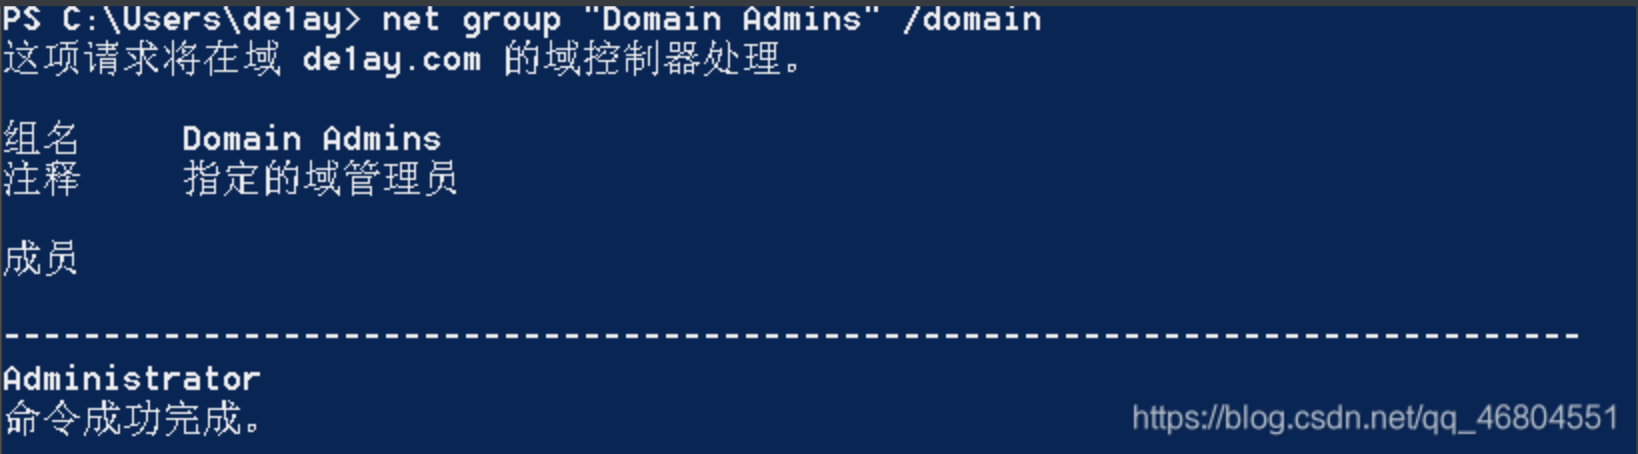 PS C:\Users\de1ay> net group "Domain Admins" /domain
这项请求将在域 de1ay.com 的域控制器处理。
组名 Domain Admins
注释 指定的域管理员
成员
-------------------------------------------------------------------------------
Administrator
命令成功完成。
https://blog.csdn.net/qq_46804551